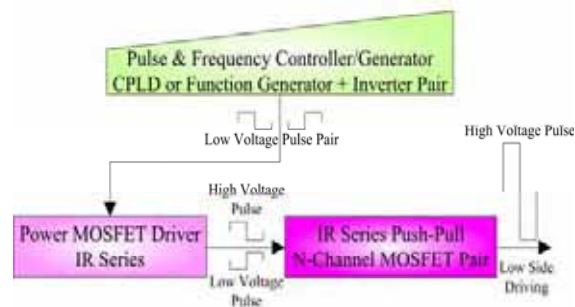 Pulse & Frequency Controller/Generator
CPLD or Function Generator + Inverter Pair
Low Voltage Pulse Pair
High Voltage Pulse
High Voltage
Pulse
Power MOSFET Driver
IR Series
IR Series Push-Pull
N-Channel MOSFET Pair
Low Voltage
Pulse
Low Side
Driving